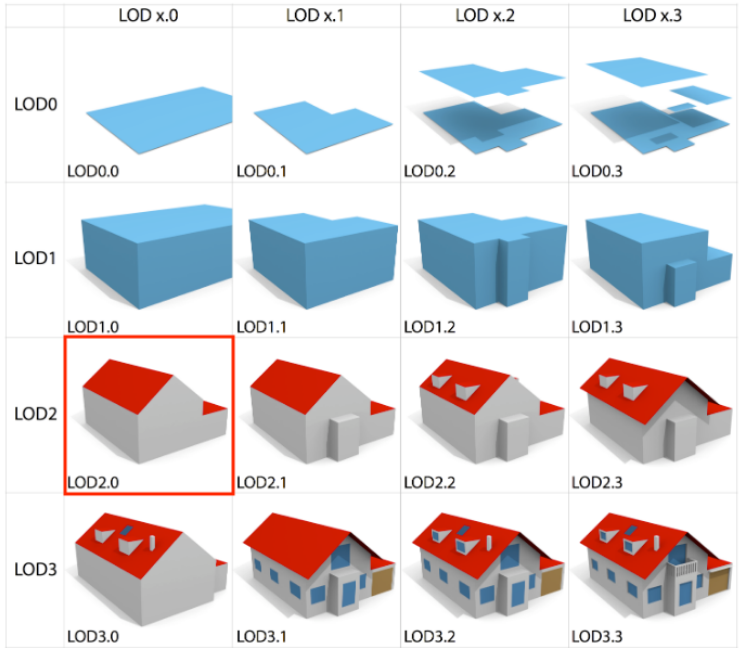 LOD x.0 LOD x.1 LOD x.2 LOD x.3
LOD0
LOD0.0 LOD0.1 LOD0.2 LOD0.3
LOD1
LOD1.0 LOD1.1 LOD1.2 LOD1.3
LOD2
LOD2.0 LOD2.1 LOD2.2 LOD2.3
LOD3
LOD3.0 LOD3.1 LOD3.2 LOD3.3